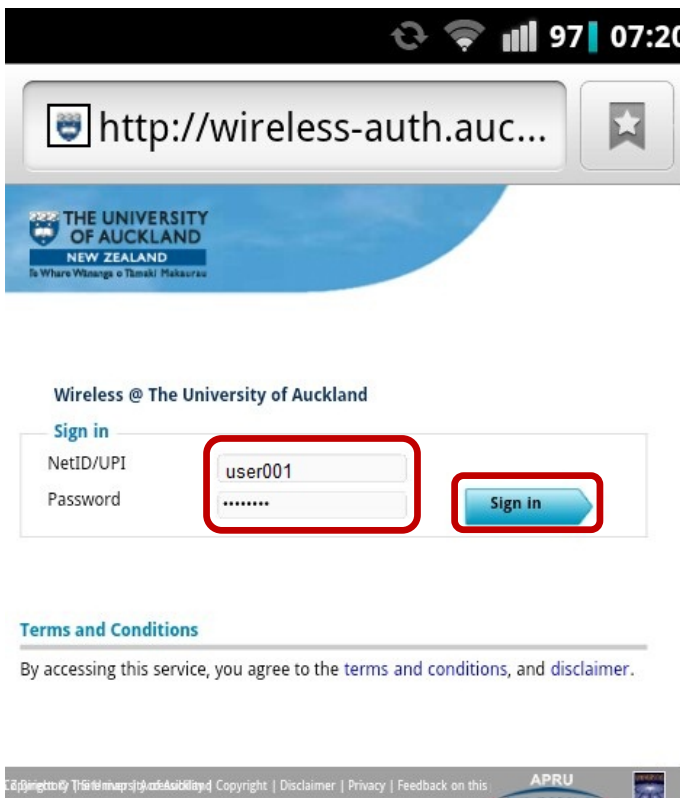 97 07:20
http://wireless-auth.auc...
THE UNIVERSITY
OF AUCKLAND
NEW ZEALAND
Te Whare Wānanga o Tāmaki Makaurau
Wireless @ The University of Auckland
Sign in
NetID/UPI
user001
Password
••••••••
Sign in
Terms and Conditions
By accessing this service, you agree to the terms and conditions, and disclaimer.
Copyright | Disclaimer | Privacy | Feedback on this
APRU